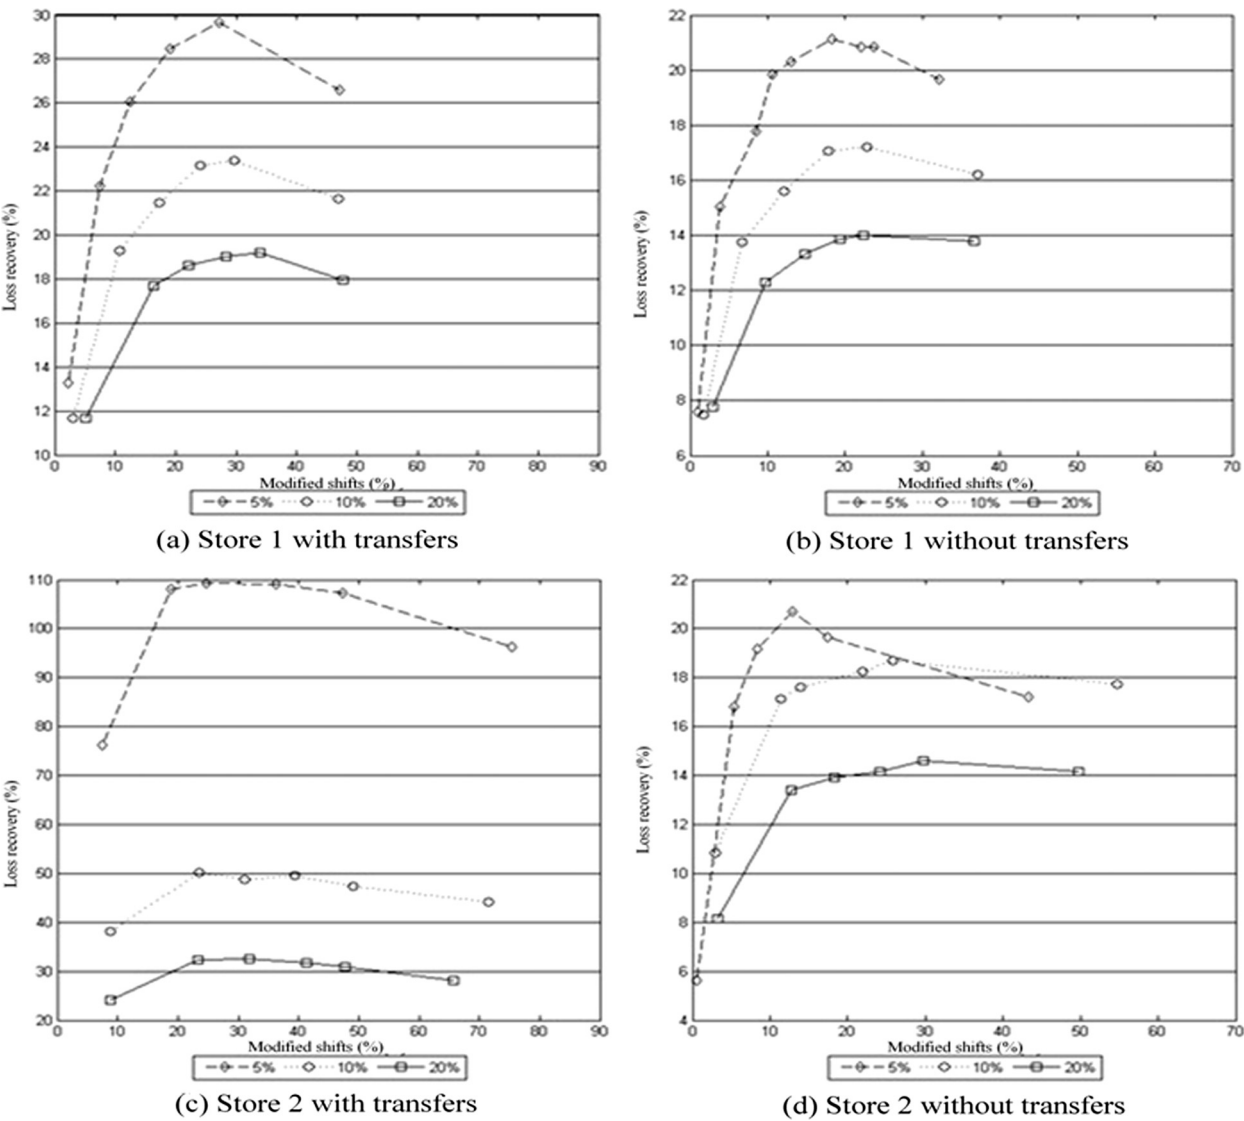 30
28
26
24
22
20
18
16
14
12
10
Loss recovery (%)
0 10 20 30 40 50 60 70 80 90
Modified shifts (%)
5% 10% 20%
(a) Store 1 with transfers
22
20
18
16
14
12
10
8
6
Loss recovery (%)
0 10 20 30 40 50 60 70
Modified shifts (%)
5% 10% 20%
(b) Store 1 without transfers
110
100
90
80
70
60
50
40
30
20
Loss recovery (%)
0 10 20 30 40 50 60 70 80 90
Modified shifts (%)
5% 10% 20%
(c) Store 2 with transfers
22
20
18
16
14
12
10
8
6
4
Loss recovery (%)
0 10 20 30 40 50 60 70
Modified shifts (%)
5% 10% 20%
(d) Store 2 without transfers